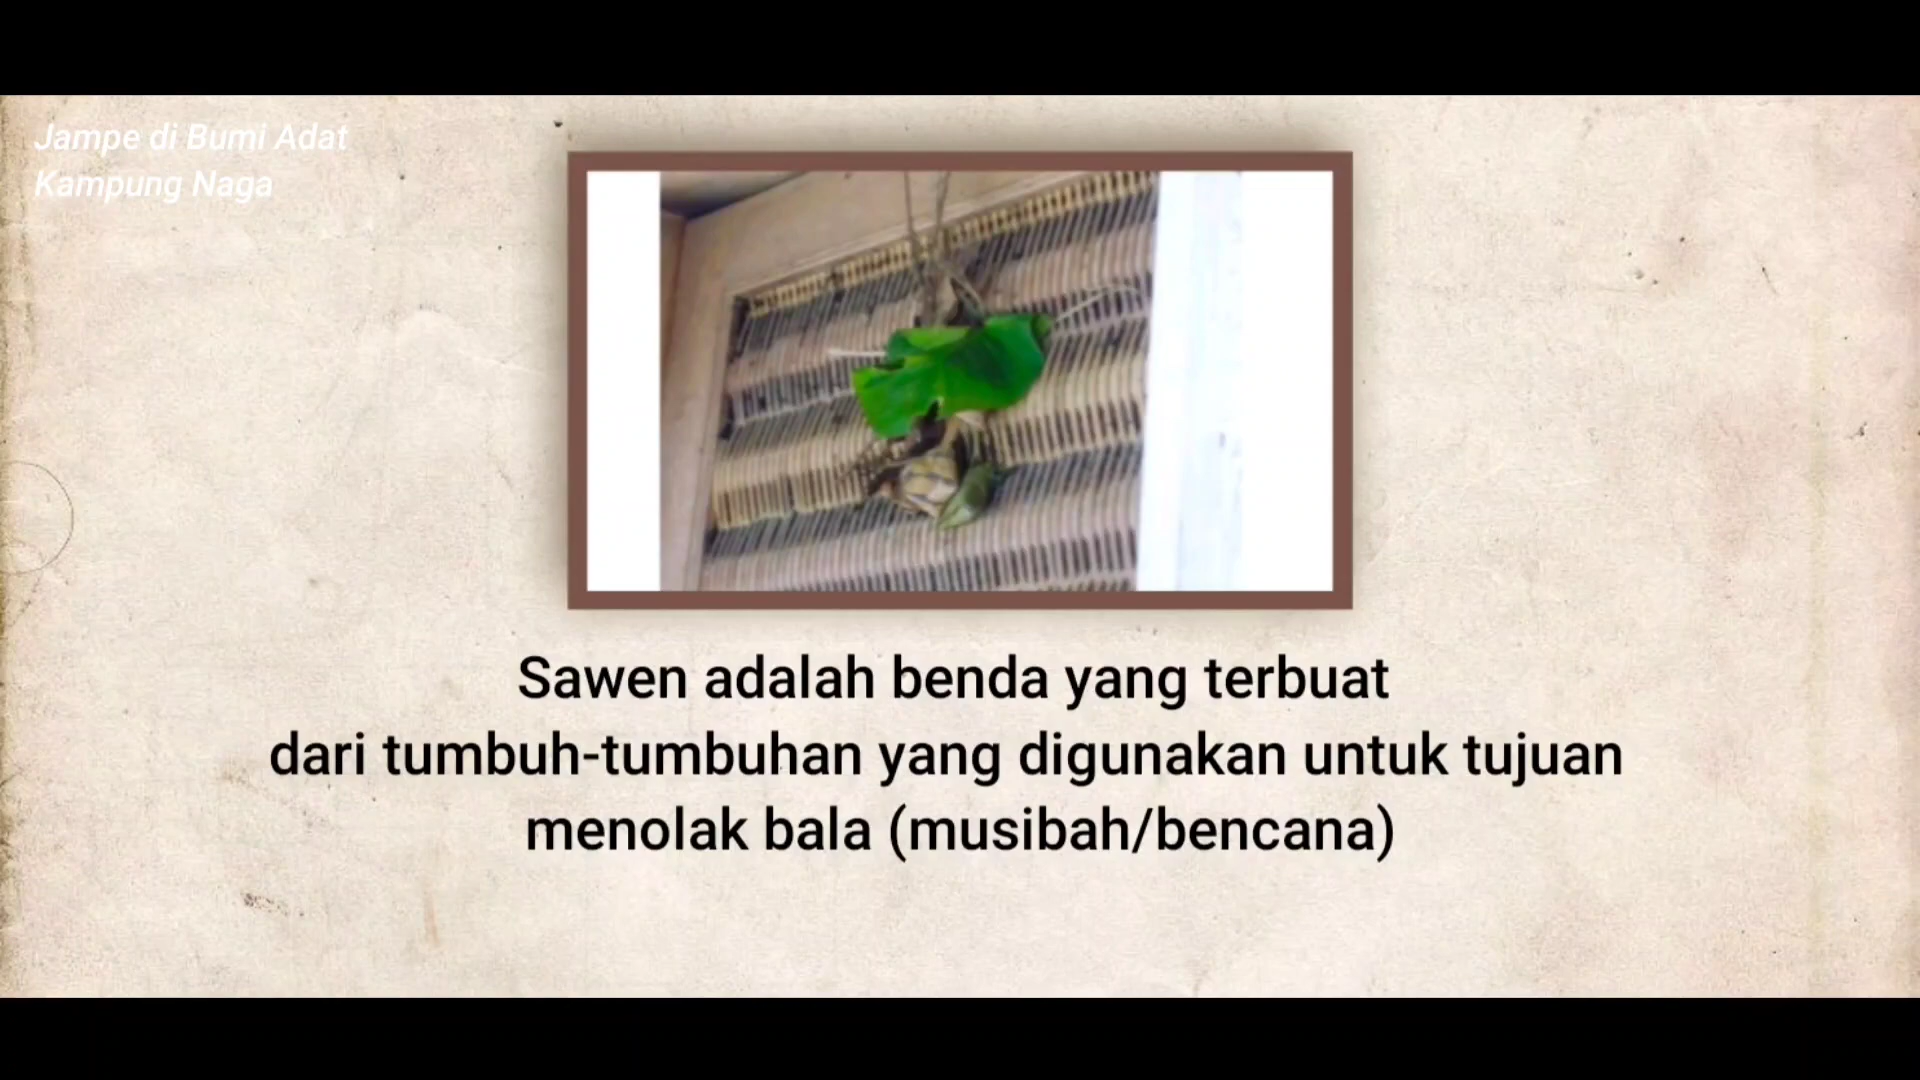 Jampe di Bumi Adat
Kampung Naga
Sawen adalah benda yang terbuat
dari tumbuh-tumbuhan yang digunakan untuk tujuan
menolak bala (musibah/bencana)